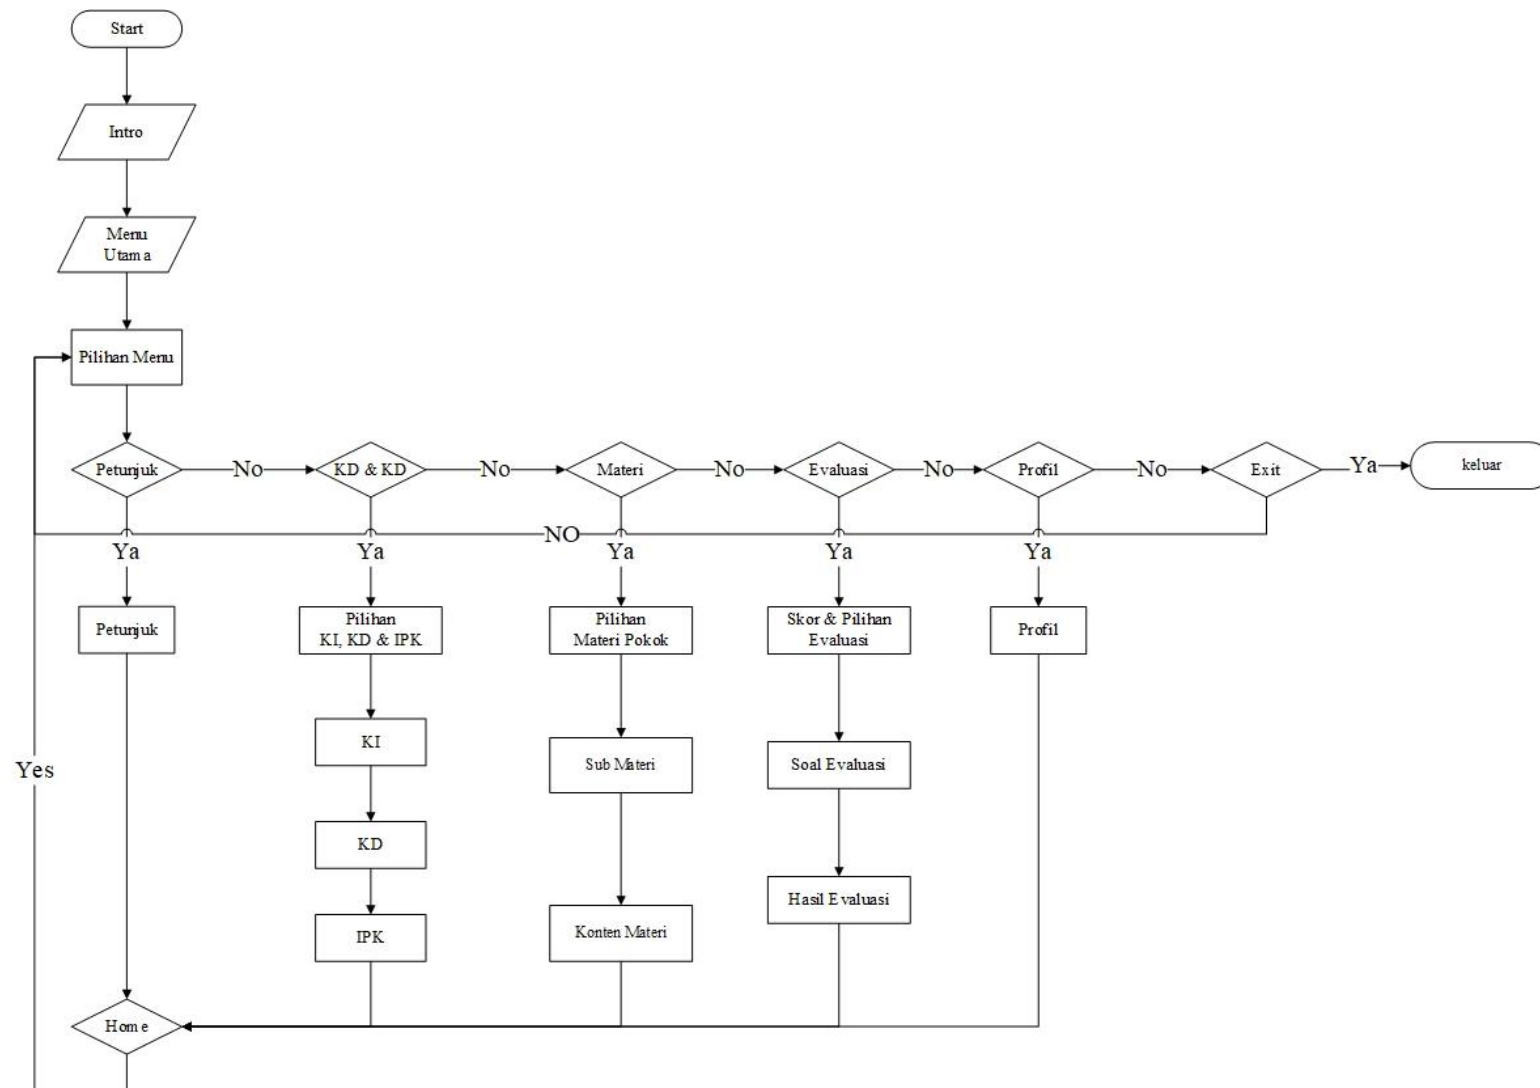 Start
Intro
Menu
Utama
Pilihan Menu
Petunjuk
No
KD & KD
No
Materi
No
Evaluasi
No
Profil
No
Exit
Ya
keluar
NO
Ya
Ya
Ya
Ya
Ya
Petunjuk
Pilihan
KI, KD & IPK
Pilihan
Materi Pokok
Skor & Pilihan
Evaluasi
Profil
KI
Sub Materi
Soal Evaluasi
Yes
KD
Hasil Evaluasi
IPK
Konten Materi
Home